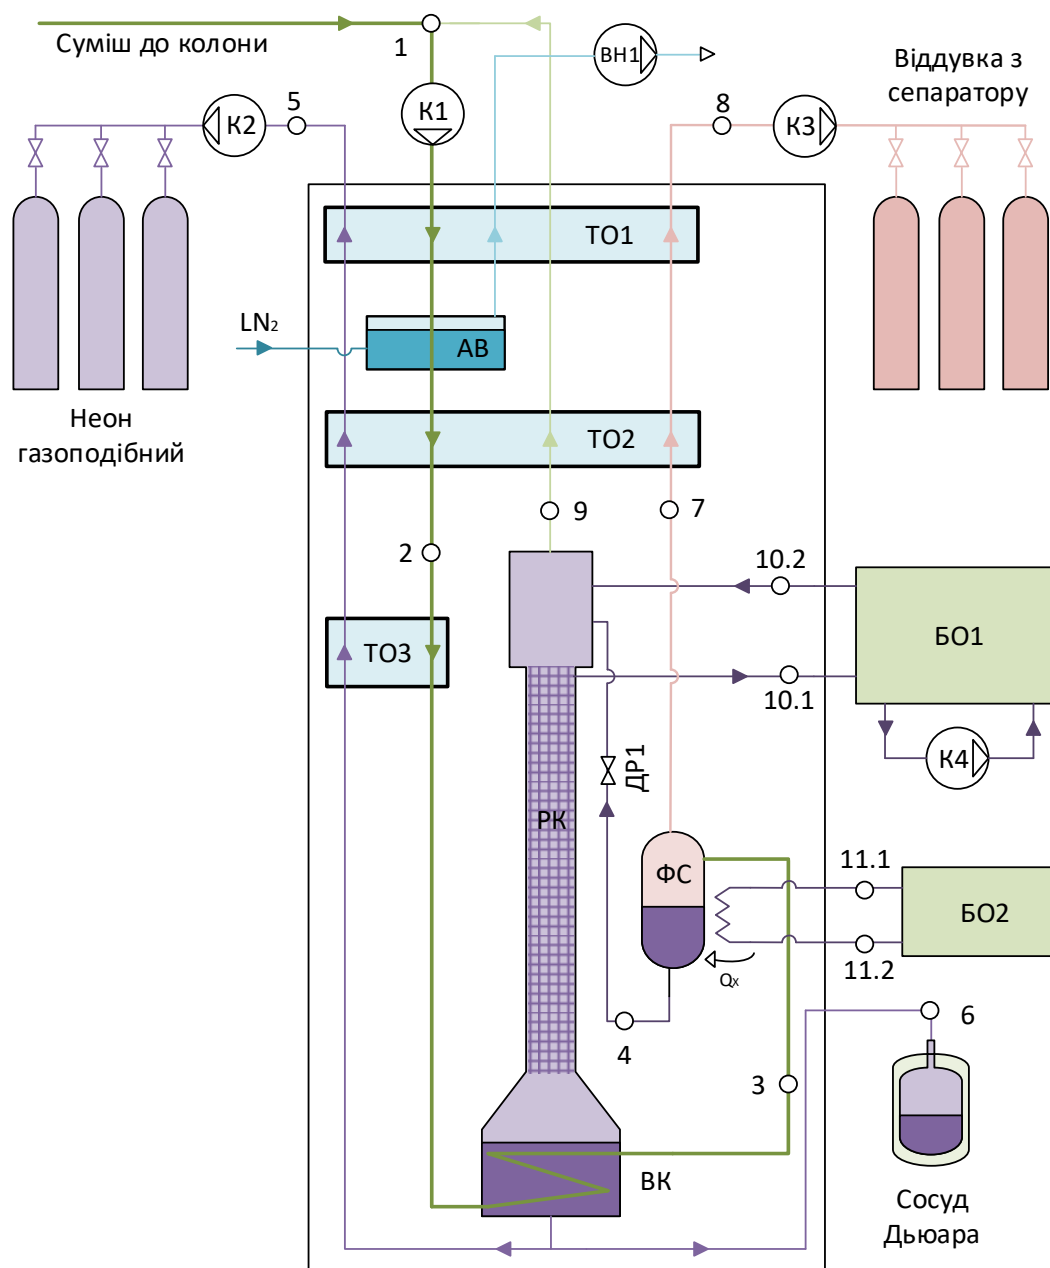 Суміш до колони
1
ВН1
Віддувка з
сепаратору
5
К2
К1
8
К3
ТО1
LN₂
АВ
Неон
газоподібний
ТО2
9
7
2
10.2
БО1
ТО3
10.1
К4
ДР1
РК
ФС
11.1
БО2
11.2
Qх
4
6
3
ВК
Сосуд
Дьюара